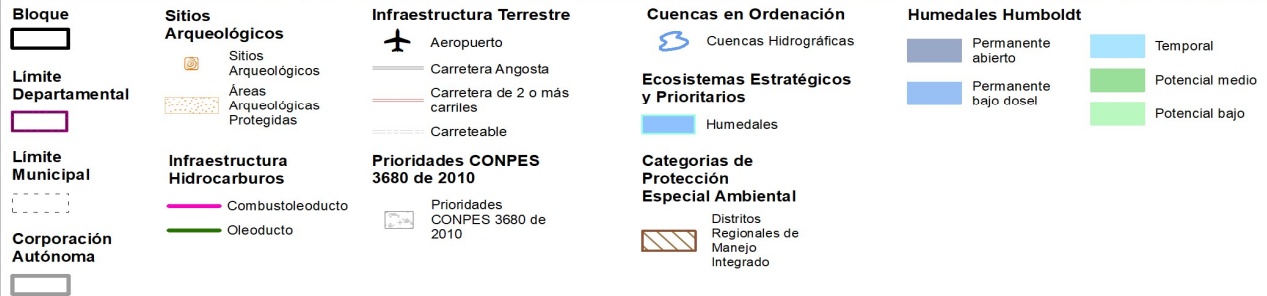 Bloque
Límite
Departamental
Límite
Municipal
Corporación
Autónoma
Sitios
Arqueológicos
Sitios
Arqueológicos
Áreas
Arqueológicas
Protegidas
Infraestructura
Hidrocarburos
Combustoleoducto
Oleoducto
Infraestructura Terrestre
Aeropuerto
Carretera Angosta
Carretera de 2 o más
carriles
Carreteable
Prioridades CONPES
3680 de 2010
Prioridades
CONPES 3680 de
2010
Cuencas en Ordenación
Cuencas Hidrográficas
Ecosistemas Estratégicos
y Prioritarios
Humedales
Categorias de
Protección
Especial Ambiental
Distritos
Regionales de
Manejo
Integrado
Humedales Humboldt
Permanente
abierto
Permanente
bajo dosel
Temporal
Potencial medio
Potencial bajo